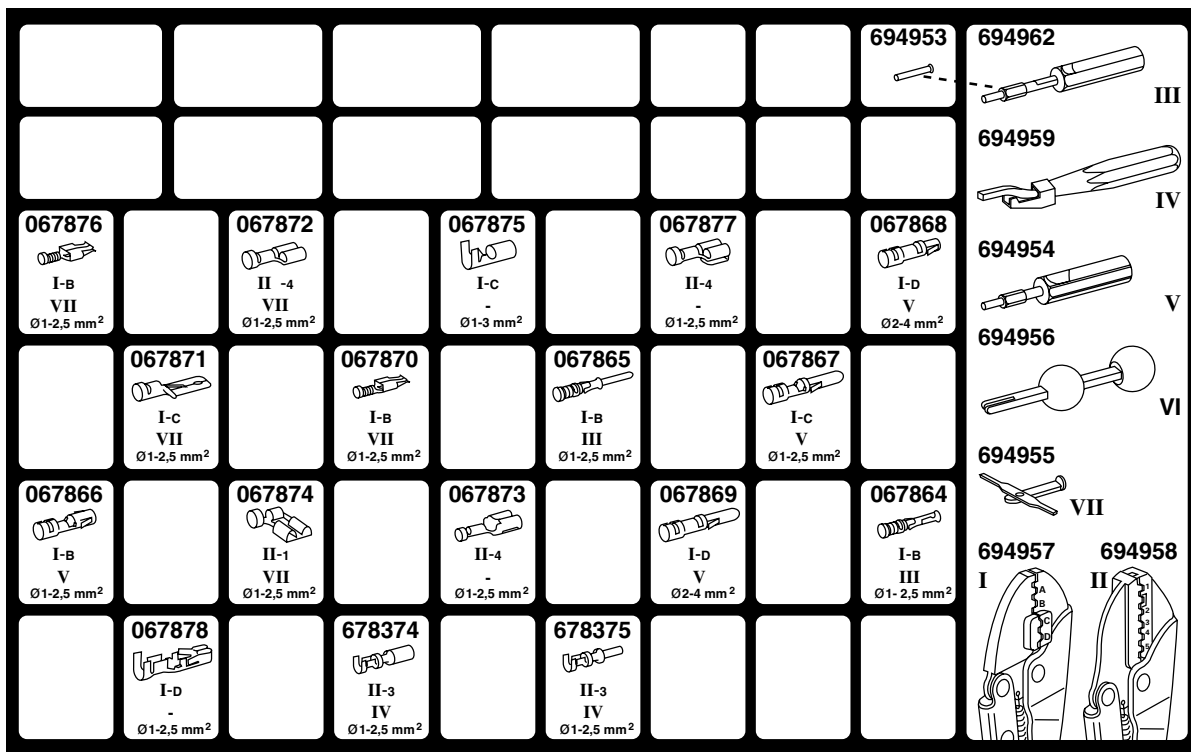 694953
694962
III
694959
IV
067876
I-B
VII
Ø1-2,5 mm²
067872
II -4
VII
Ø1-2,5 mm²
067875
I-C
-
Ø1-3 mm²
067877
II-4
-
Ø1-2,5 mm²
067868
I-D
V
Ø2-4 mm²
694954
V
694956
VI
067871
I-C
VII
Ø1-2,5 mm²
067870
I-B
VII
Ø1-2,5 mm²
067865
I-B
III
Ø1-2,5 mm²
067867
I-C
V
Ø1-2,5 mm²
694955
VII
067866
I-B
V
Ø1-2,5 mm²
067874
II-1
VII
Ø1-2,5 mm²
067873
II-4
-
Ø1-2,5 mm²
067869
I-D
V
Ø2-4 mm²
067864
I-B
III
Ø1- 2,5 mm²
694957
I
A
B
C
D
694958
II
1
2
3
4
5
067878
I-D
-
Ø1-2,5 mm²
678374
II-3
IV
Ø1-2,5 mm²
678375
II-3
IV
Ø1-2,5 mm²